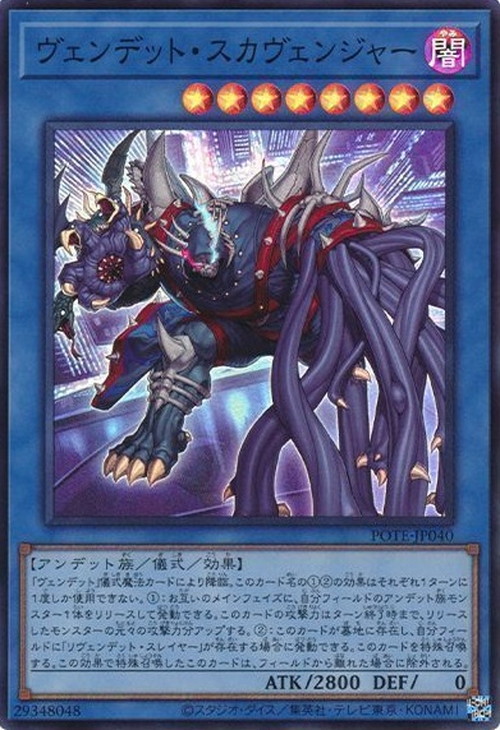 ヴェンデット・スカヴェンジャー
闇
POTE-JP040
【アンデット族/儀式/効果】
「ヴェンデット」儀式魔法カードにより降臨。このカード名の①②の効果はそれぞれ1ターンに
1度しか使用できない。①:お互いのメインフェイズに、自分フィールドのアンデット族モン
スター1体をリリースして発動できる。このカードの攻撃力はターン終了時まで、リリース
したモンスターの元々の攻撃力分アップする。②:このカードが墓地に存在し、自分フィー
ルドに「リヴェンデット・スレイヤー」が存在する場合に発動できる。このカードを特殊召喚
する。この効果で特殊召喚したこのカードは、フィールドから離れた場合に除外される。
ATK/2800 DEF/ 0
29348048 ©スタジオ・ダイス/集英社・テレビ東京・KONAMI